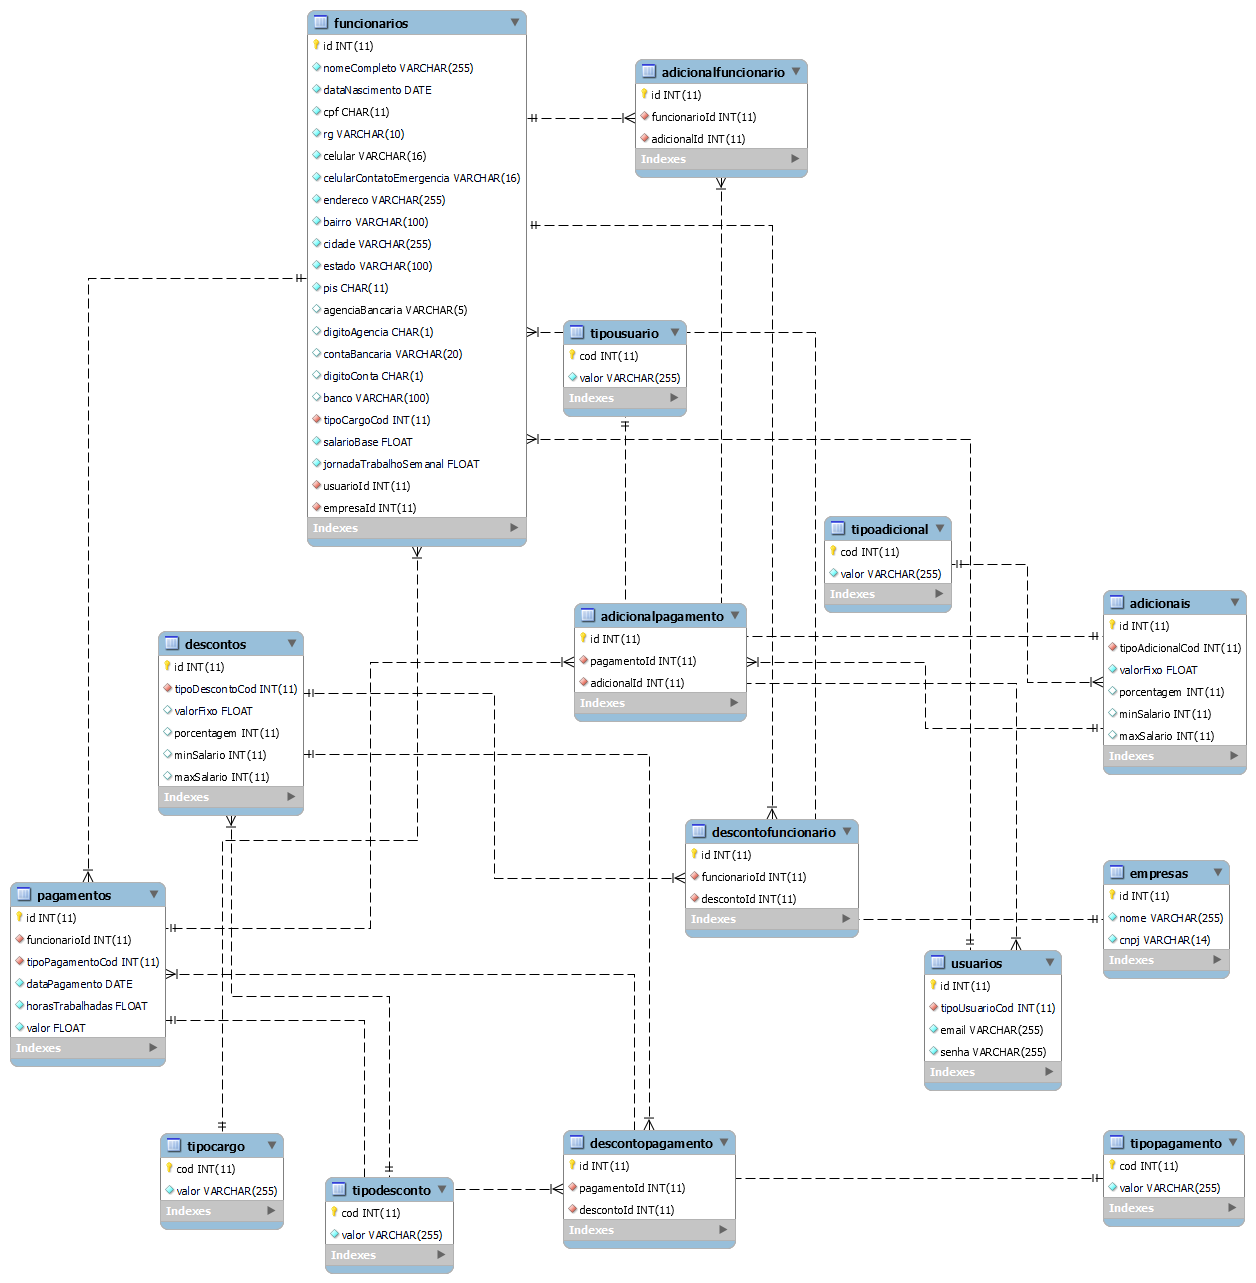 funcionarios
id INT(11)
nomeCompleto VARCHAR(255)
dataNascimento DATE
cpf CHAR(11)
rg VARCHAR(10)
celular VARCHAR(16)
celularContatoEmergencia VARCHAR(16)
endereco VARCHAR(255)
bairro VARCHAR(100)
cidade VARCHAR(255)
estado VARCHAR(100)
pis CHAR(11)
agenciaBancaria VARCHAR(5)
digitoAgencia CHAR(1)
contaBancaria VARCHAR(20)
digitoConta CHAR(1)
banco VARCHAR(100)
tipoCargoCod INT(11)
salarioBase FLOAT
jornadaTrabalhoSemanal FLOAT
usuarioId INT(11)
empresaId INT(11)
Indexes
adicionalfuncionario
id INT(11)
funcionarioId INT(11)
adicionalId INT(11)
Indexes
tipousuario
cod INT(11)
valor VARCHAR(255)
Indexes
tipoadicional
cod INT(11)
valor VARCHAR(255)
Indexes
adicionais
id INT(11)
tipoAdicionalCod INT(11)
valorFixo FLOAT
porcentagem INT(11)
minSalario INT(11)
maxSalario INT(11)
Indexes
adicionalpagamento
id INT(11)
pagamentoId INT(11)
adicionalId INT(11)
Indexes
descontos
id INT(11)
tipoDescontoCod INT(11)
valorFixo FLOAT
porcentagem INT(11)
minSalario INT(11)
maxSalario INT(11)
Indexes
descontofuncionario
id INT(11)
funcionarioId INT(11)
descontoId INT(11)
Indexes
empresas
id INT(11)
nome VARCHAR(255)
cnpj VARCHAR(14)
Indexes
pagamentos
id INT(11)
funcionarioId INT(11)
tipoPagamentoCod INT(11)
dataPagamento DATE
horasTrabalhadas FLOAT
valor FLOAT
Indexes
usuarios
id INT(11)
tipoUsuarioCod INT(11)
email VARCHAR(255)
senha VARCHAR(255)
Indexes
tipocargo
cod INT(11)
valor VARCHAR(255)
Indexes
tipodesconto
cod INT(11)
valor VARCHAR(255)
Indexes
descontopagamento
id INT(11)
pagamentoId INT(11)
descontoId INT(11)
Indexes
tipopagamento
cod INT(11)
valor VARCHAR(255)
Indexes